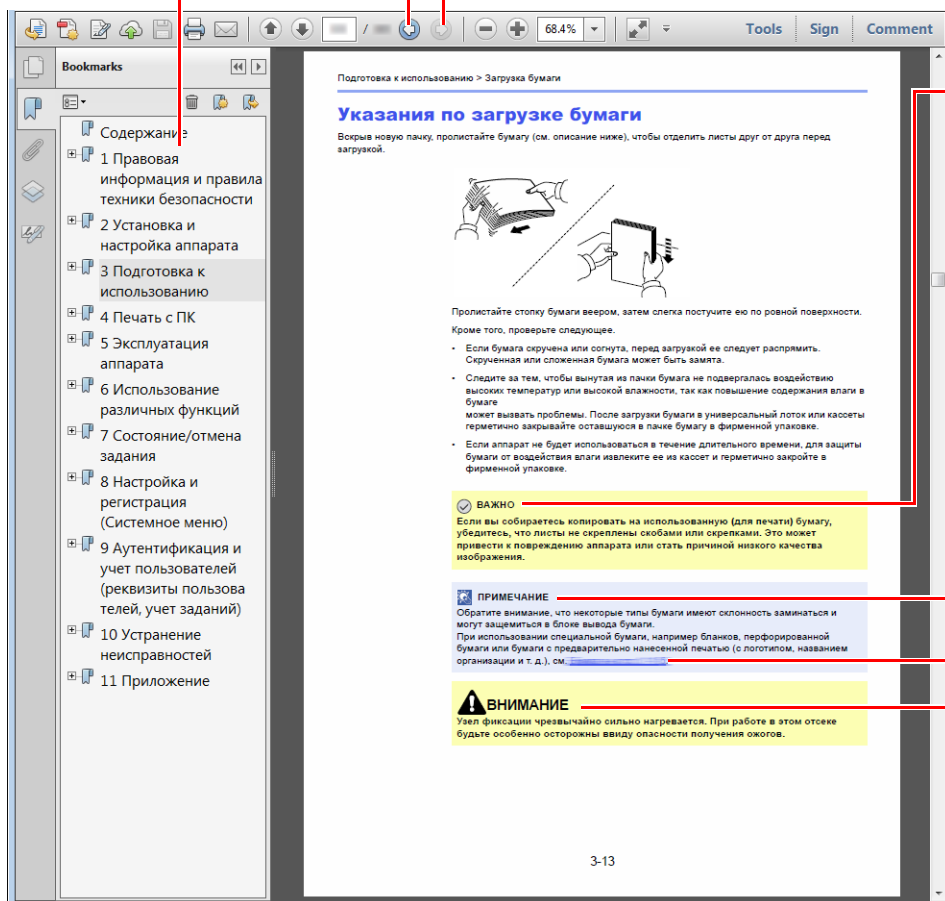 /
68.4%
Tools
Sign
Comment
Bookmarks
Содержание
1 Правовая
информация и правила
техники безопасности
2 Установка и
настройка аппарата
3 Подготовка к
использованию
4 Печать с ПК
5 Эксплуатация
аппарата
6 Использование
различных функций
7 Состояние/отмена
задания
8 Настройка и
регистрация
(Системное меню)
9 Аутентификация и
учет пользователей
(реквизиты пользова
телей, учет заданий)
10 Устранение
неисправностей
11 Приложение
Подготовка к использованию > Загрузка бумаги
Указания по загрузке бумаги
Вскрыв новую пачку, пролистайте бумагу (см. описание ниже), чтобы отделить листы друг от друга перед
загрузкой.
Пролистайте стопку бумаги веером, затем слегка постучите ею по ровной поверхности.
Кроме того, проверьте следующее.
• Если бумага скручена или согнута, перед загрузкой ее следует распрямить.
Скрученная или сложенная бумага может быть замята.
• Следите за тем, чтобы вынутая из пачки бумага не подвергалась воздействию
высоких температур или высокой влажности, так как повышение содержания влаги в
бумаге
может вызвать проблемы. После загрузки бумаги в универсальный лоток или кассеты
герметично закрывайте оставшуюся в пачке бумагу в фирменной упаковке.
• Если аппарат не будет использоваться в течение длительного времени, для защиты
бумаги от воздействия влаги извлеките ее из кассет и герметично закройте в
фирменной упаковке.
ВАЖНО
Если вы собираетесь копировать на использованную (для печати) бумагу,
убедитесь, что листы не скреплены скобами или скрепками. Это может
привести к повреждению аппарата или стать причиной низкого качества
изображения.
ПРИМЕЧАНИЕ
Обратите внимание, что некоторые типы бумаги имеют склонность заминаться и
могут защемиться в блоке вывода бумаги.
При использовании специальной бумаги, например бланков, перфорированной
бумаги или бумаги с предварительно нанесенной печатью (с логотипом, названием
организации и т. д.), см.
ВНИМАНИЕ
Узел фиксации чрезвычайно сильно нагревается. При работе в этом отсеке
будьте особенно осторожны ввиду опасности получения ожогов.
3-13